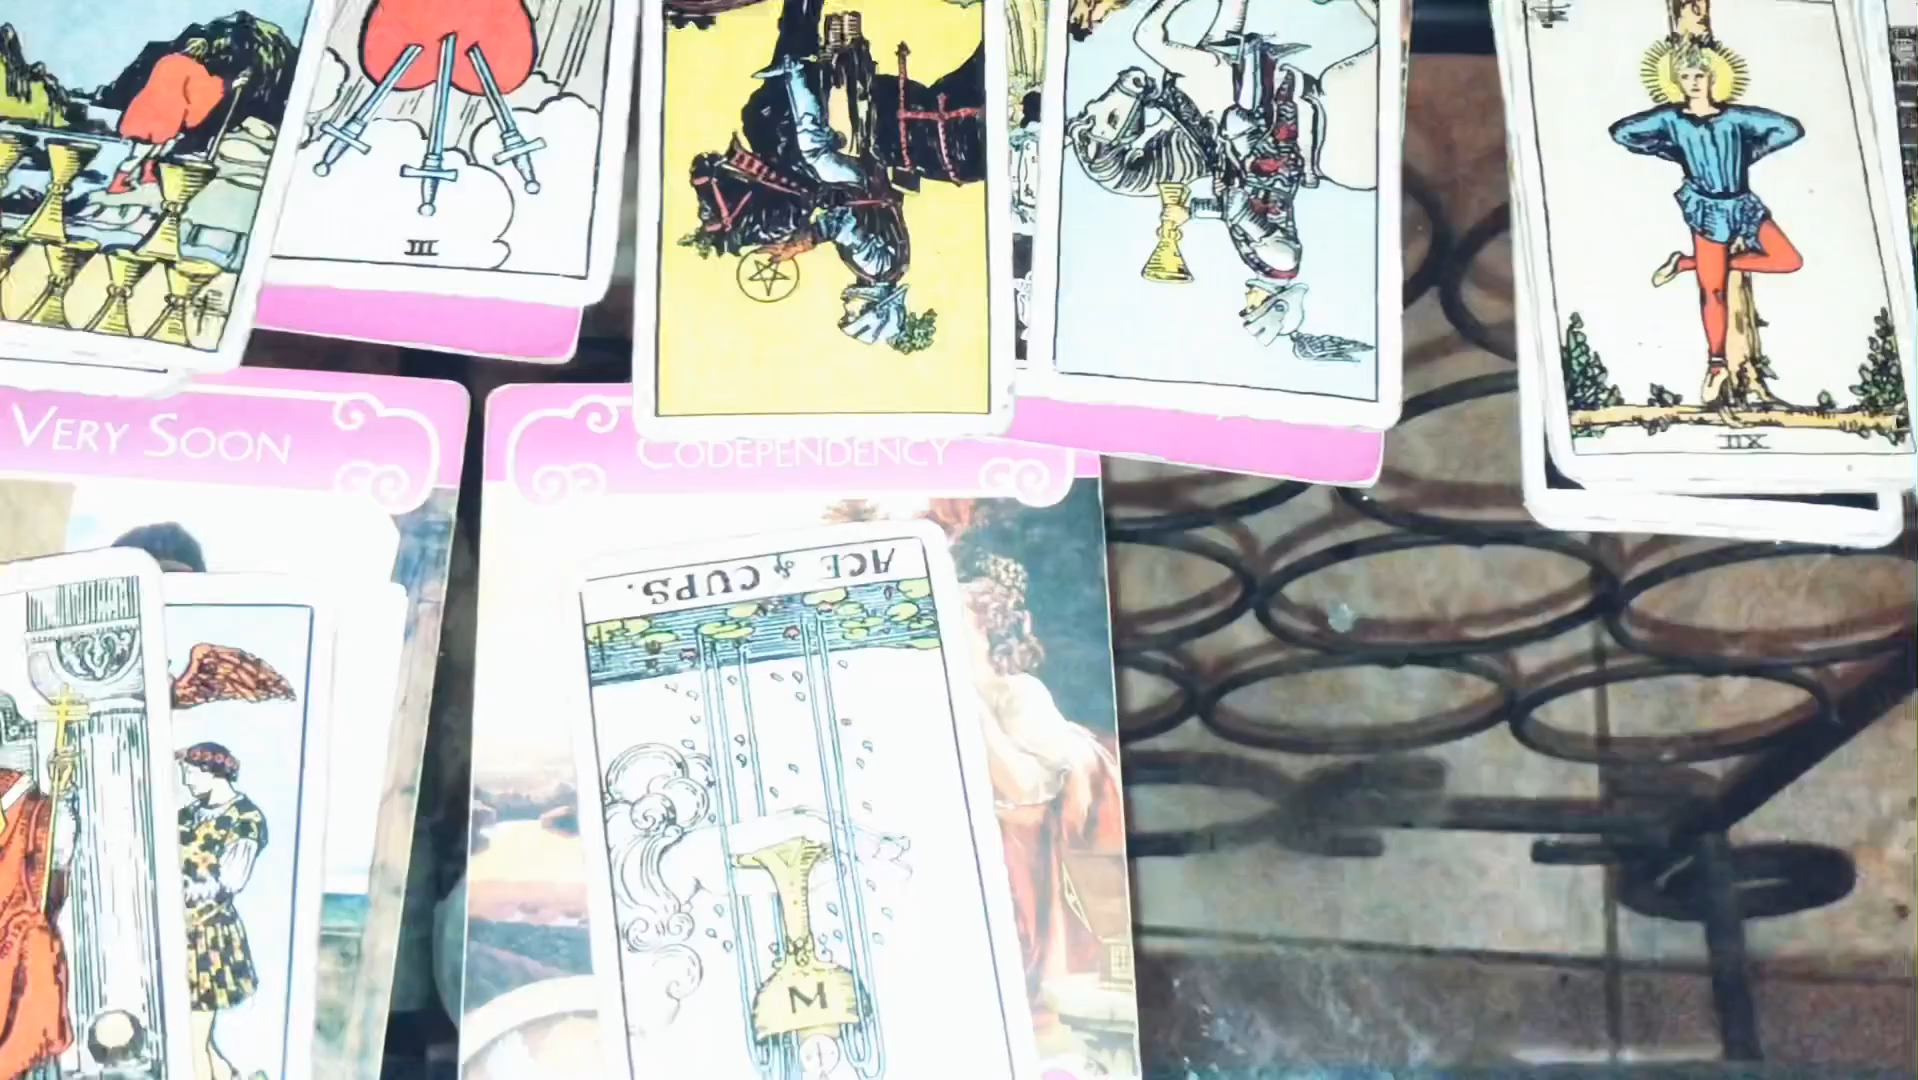 III
XII
VERY SOON
CODEPENDENCY
ACE of CUPS.
W